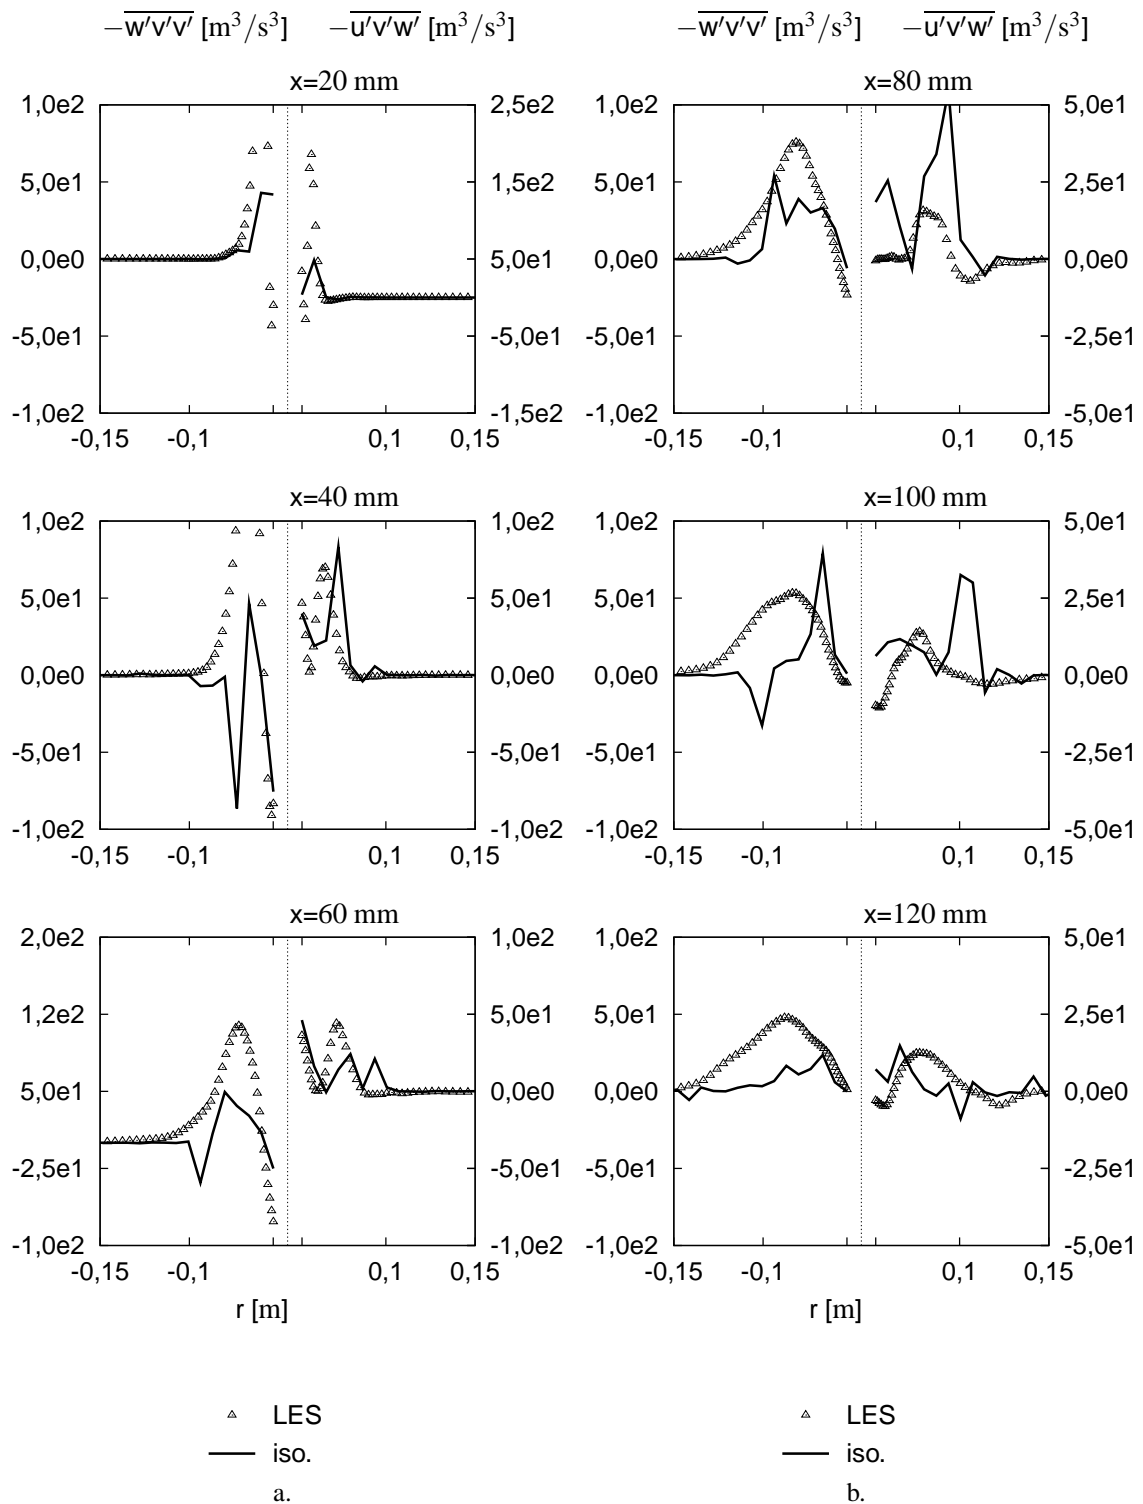 −w'v'v' [m³/s³] −u'v'w' [m³/s³] −w'v'v' [m³/s³] −u'v'w' [m³/s³]
x=20 mm
1,0e2 2,5e2
5,0e1 1,5e2
0,0e0 5,0e1
-5,0e1 -5,0e1
-1,0e2 -1,5e2
-0,15 -0,1 0,1 0,15
x=40 mm
1,0e2 1,0e2
5,0e1 5,0e1
0,0e0 0,0e0
-5,0e1 -5,0e1
-1,0e2 -1,0e2
-0,15 -0,1 0,1 0,15
x=60 mm
2,0e2 1,0e2
1,2e2 5,0e1
5,0e1 0,0e0
-2,5e1 -5,0e1
-1,0e2 -1,0e2
-0,15 -0,1 0,1 0,15
r [m]
LES
iso.
a.
x=80 mm
1,0e2 5,0e1
5,0e1 2,5e1
0,0e0 0,0e0
-5,0e1 -2,5e1
-1,0e2 -5,0e1
-0,15 -0,1 0,1 0,15
x=100 mm
1,0e2 5,0e1
5,0e1 2,5e1
0,0e0 0,0e0
-5,0e1 -2,5e1
-1,0e2 -5,0e1
-0,15 -0,1 0,1 0,15
x=120 mm
1,0e2 5,0e1
5,0e1 2,5e1
0,0e0 0,0e0
-5,0e1 -2,5e1
-1,0e2 -5,0e1
-0,15 -0,1 0,1 0,15
r [m]
LES
iso.
b.